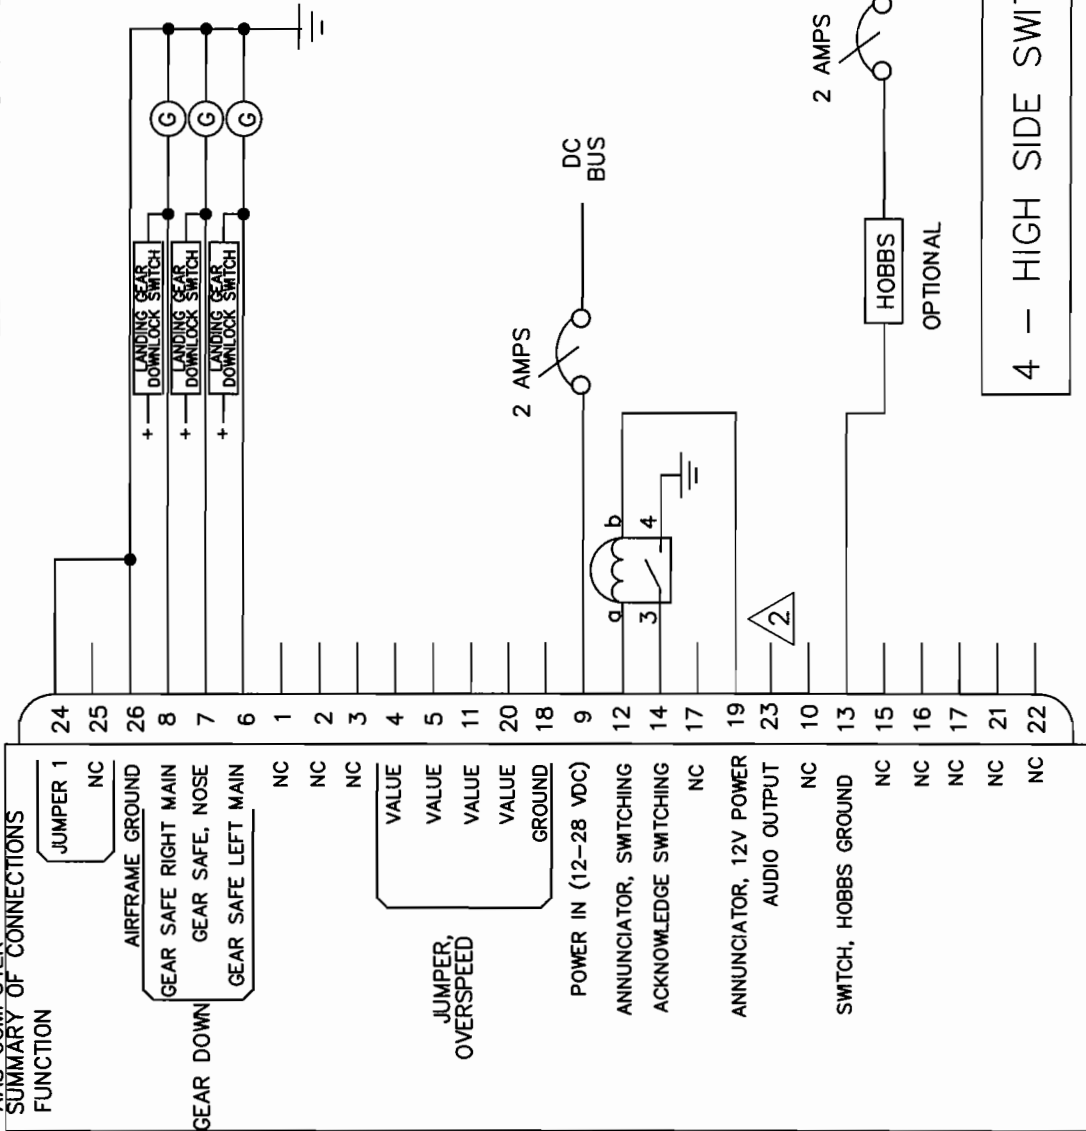 SUMMARY OF CONNECTIONS
FUNCTION
JUMPER 1
24
NC
25
AIRFRAME GROUND
26
GEAR DOWN
GEAR SAFE RIGHT MAIN
8
GEAR SAFE, NOSE
7
GEAR SAFE LEFT MAIN
6
NC
1
NC
2
NC
3
JUMPER,
OVERSPEED
VALUE
4
VALUE
5
VALUE
11
VALUE
20
GROUND
18
POWER IN (12-28 VDC)
9
ANNUNCIATOR, SWITCHING
12
ACKNOWLEDGE SWITCHING
14
NC
17
ANNUNCIATOR, 12V POWER
19
AUDIO OUTPUT
23
NC
10
SWITCH, HOBBS GROUND
13
NC
15
NC
16
NC
17
NC
21
NC
22
+
LANDING GEAR
DOWNLOCK SWITCH
G
+
LANDING GEAR
DOWNLOCK SWITCH
G
+
LANDING GEAR
DOWNLOCK SWITCH
G
2 AMPS
DC
BUS
a
b
3
4
2
HOBBS
OPTIONAL
2 AMPS
4 - HIGH SIDE SWIT